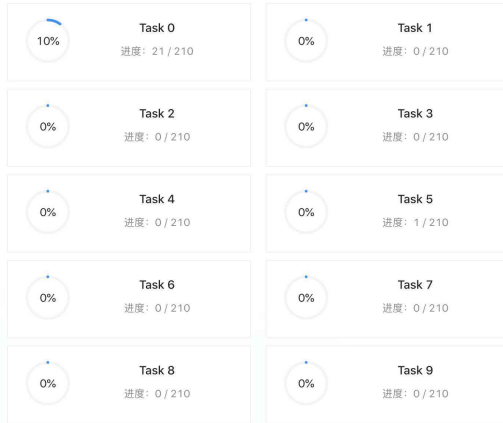 10%
Task 0
进度：21 / 210
0%
Task 1
进度：0 / 210
0%
Task 2
进度：0 / 210
0%
Task 3
进度：0 / 210
0%
Task 4
进度：0 / 210
0%
Task 5
进度：1 / 210
0%
Task 6
进度：0 / 210
0%
Task 7
进度：0 / 210
0%
Task 8
进度：0 / 210
0%
Task 9
进度：0 / 210